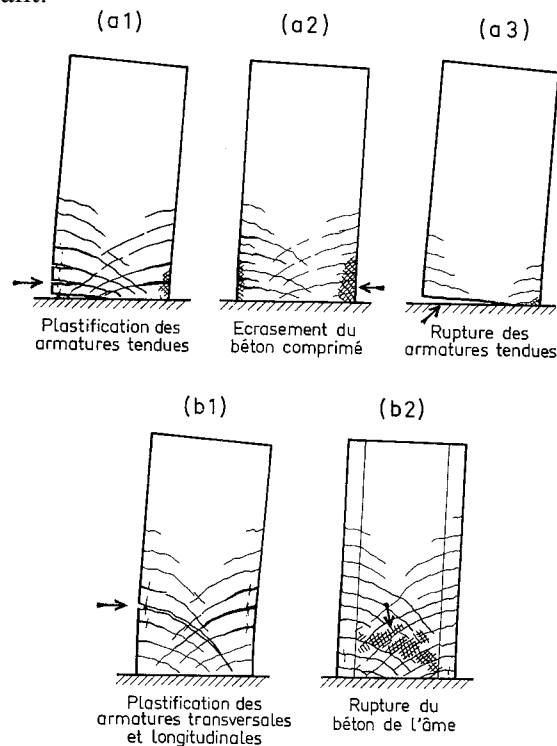 (a1) (a2) (a3)
Plastification des
armatures tendues
Ecrasement du
béton comprimé
Rupture des
armatures tendues
(b1) (b2)
Plastification des
armatures transversales
et longitudinales
Rupture du
béton de l'âme